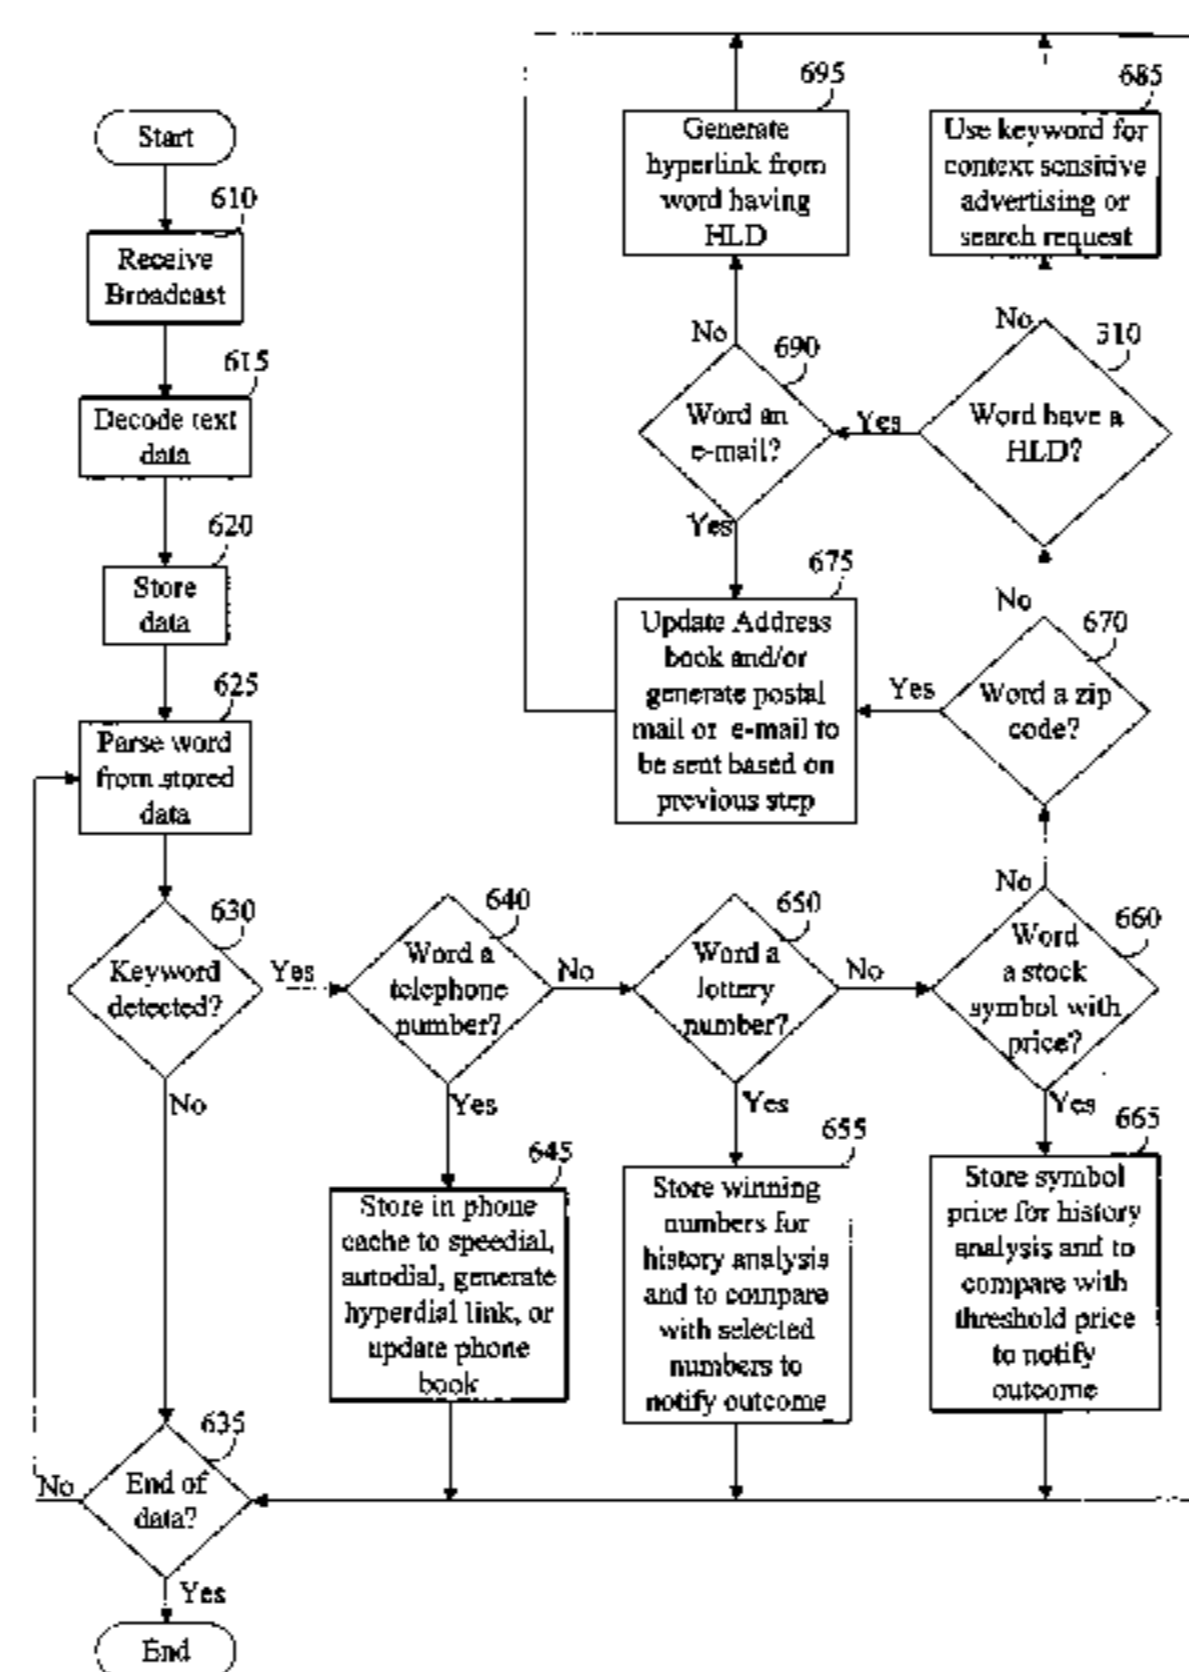 Start
610
Receive
Broadcast
615
Decode text
data
620
Store
data
625
Parse word
from stored
data
630
Keyword
detected?
Yes
No
635
End of
data?
No
Yes
End
640
Word a
telephone
number?
No
Yes
645
Store in phone
cache to speedial,
autodial, generate
hyperdial link, or
update phone
book
650
Word a
lottery
number?
No
Yes
655
Store winning
numbers for
history analysis
and to compare
with selected
numbers to
notify outcome
660
Word
a stock
symbol with
price?
No
Yes
665
Store symbol
price for history
analysis and to
compare with
threshold price
to notify
outcome
670
Word a zip
code?
Yes
No
675
Update Address
book and/or
generate postal
mail or e-mail to
be sent based on
previous step
310
Word have a
HLD?
Yes
No
685
Use keyword for
context sensitive
advertising or
search request
690
Word an
e-mail?
Yes
No
695
Generate
hyperlink from
word having
HLD